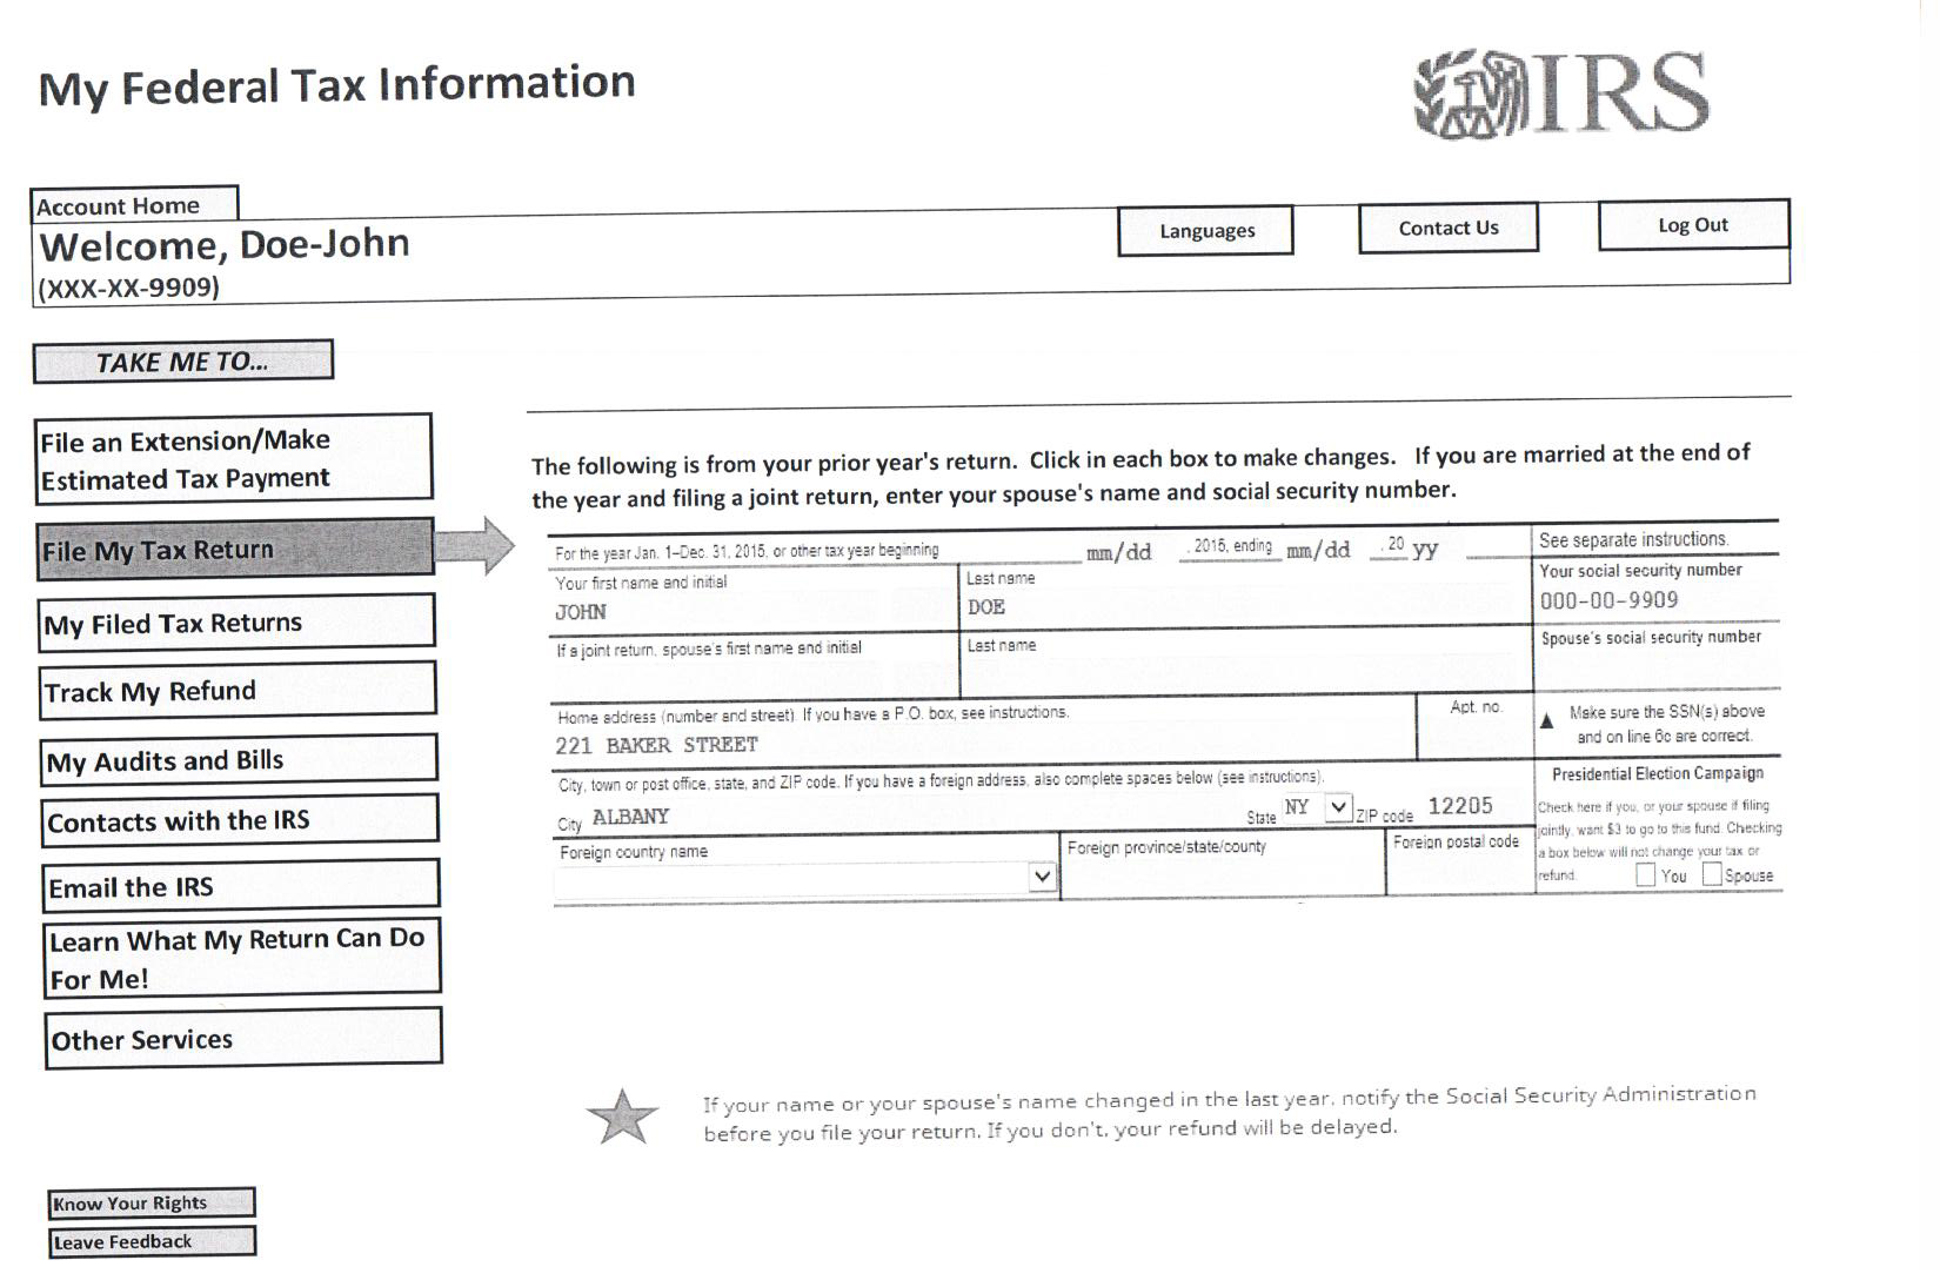 My Federal Tax Information
IRS
Account Home
Welcome, Doe-John
(XXX-XX-9909)
Languages
Contact Us
Log Out
TAKE ME TO...
File an Extension/Make
Estimated Tax Payment
File My Tax Return
My Filed Tax Returns
Track My Refund
My Audits and Bills
Contacts with the IRS
Email the IRS
Learn What My Return Can Do
For Me!
Other Services
The following is from your prior year's return. Click in each box to make changes. If you are married at the end of
the year and filing a joint return, enter your spouse's name and social security number.
For the year Jan. 1–Dec. 31, 2015, or other tax year beginning mm/dd , 2015, ending mm/dd , 20 yy
See separate instructions.
Your first name and initial
JOHN
Last name
DOE
Your social security number
000-00-9909
If a joint return, spouse's first name and initial
Last name
Spouse's social security number
Home address (number and street). If you have a P.O. box, see instructions.
221 BAKER STREET
Apt. no.
▲ Make sure the SSN(s) above
and on line 6c are correct.
City, town or post office, state, and ZIP code. If you have a foreign address, also complete spaces below (see instructions).
City ALBANY State NY ZIP code 12205
Foreign country name
Foreign province/state/county
Foreign postal code
Presidential Election Campaign
Check here if you, or your spouse if filing
jointly, want $3 to go to this fund. Checking
a box below will not change your tax or
refund. You Spouse
If your name or your spouse's name changed in the last year, notify the Social Security Administration
before you file your return. If you don't, your refund will be delayed.
Know Your Rights
Leave Feedback